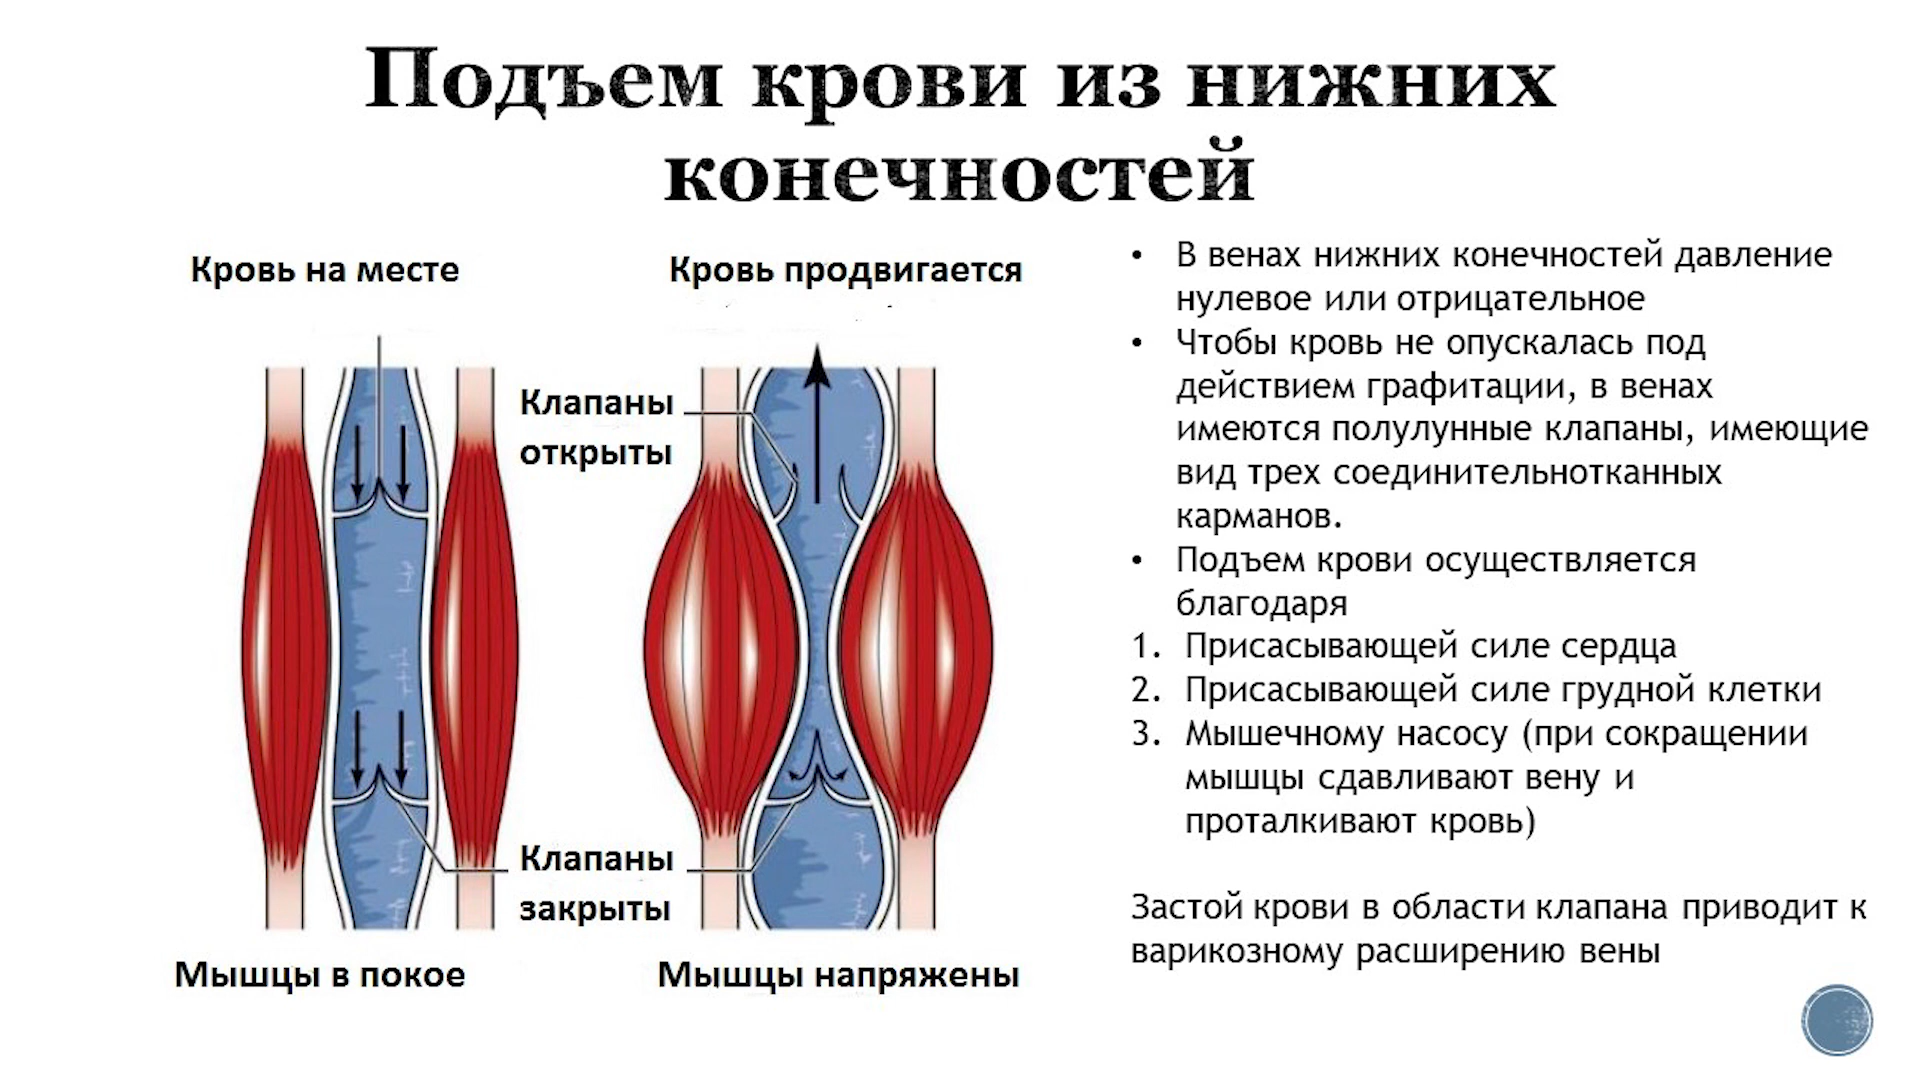 Подъем крови из нижних
конечностей
Кровь на месте
Кровь продвигается
Клапаны
открыты
Клапаны
закрыты
Мышцы в покое
Мышцы напряжены
• В венах нижних конечностей давление
нулевое или отрицательное
• Чтобы кровь не опускалась под
действием графитации, в венах
имеются полулунные клапаны, имеющие
вид трех соединительнотканных
карманов.
• Подъем крови осуществляется
благодаря
1. Присасывающей силе сердца
2. Присасывающей силе грудной клетки
3. Мышечному насосу (при сокращении
мышцы сдавливают вену и
проталкивают кровь)
Застой крови в области клапана приводит к
варикозному расширению вены